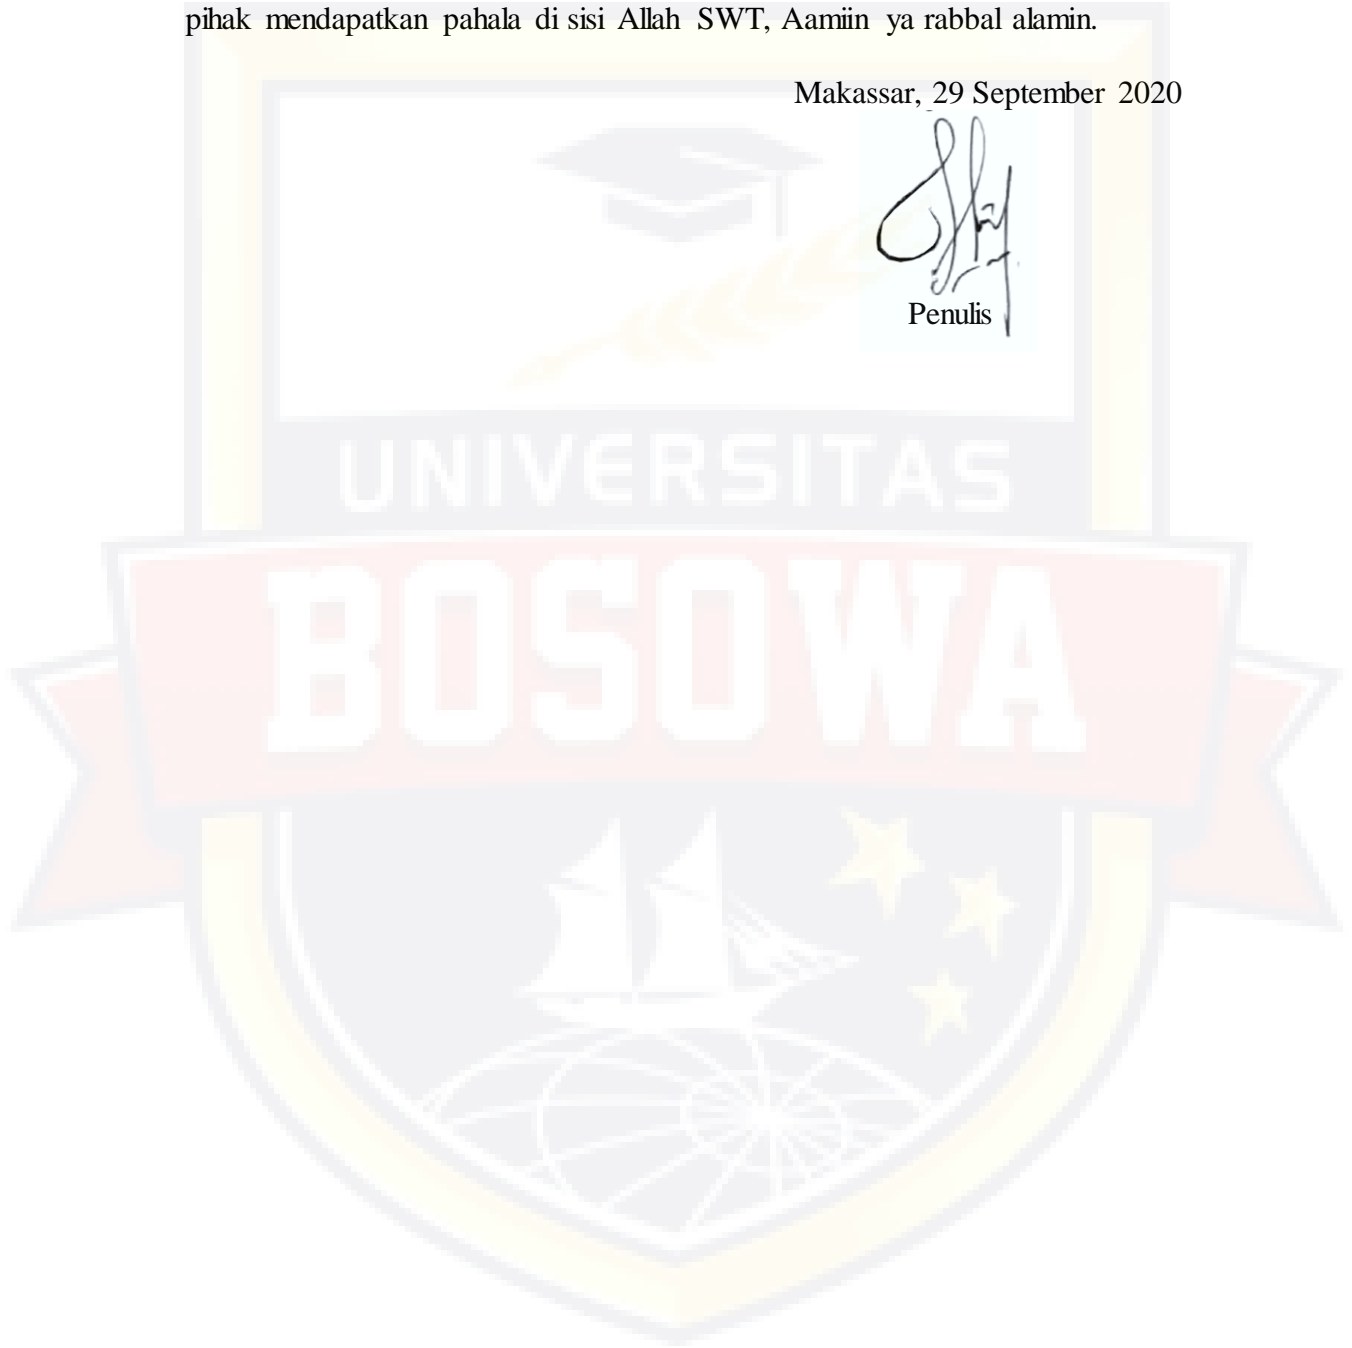 pihak mendapatkan pahala di sisi Allah SWT, Aamiin ya rabbal alamin.
Makassar, 29 September 2020
Penulis
UNIVERSITAS
BOSOWA